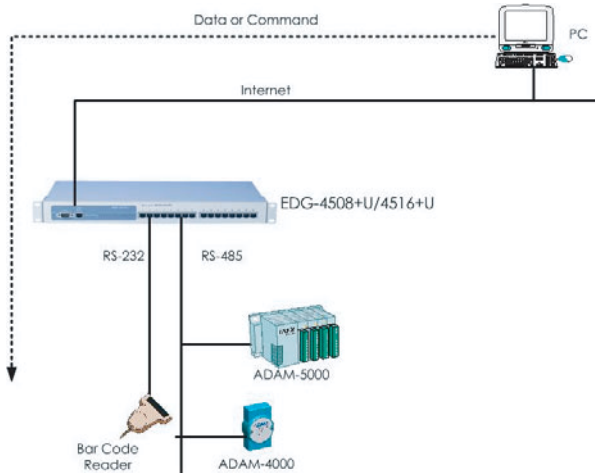 Data or Command
PC
Internet
EDG-4508+U/4516+U
RS-232
RS-485
ADAM-5000
Bar Code
Reader
ADAM-4000